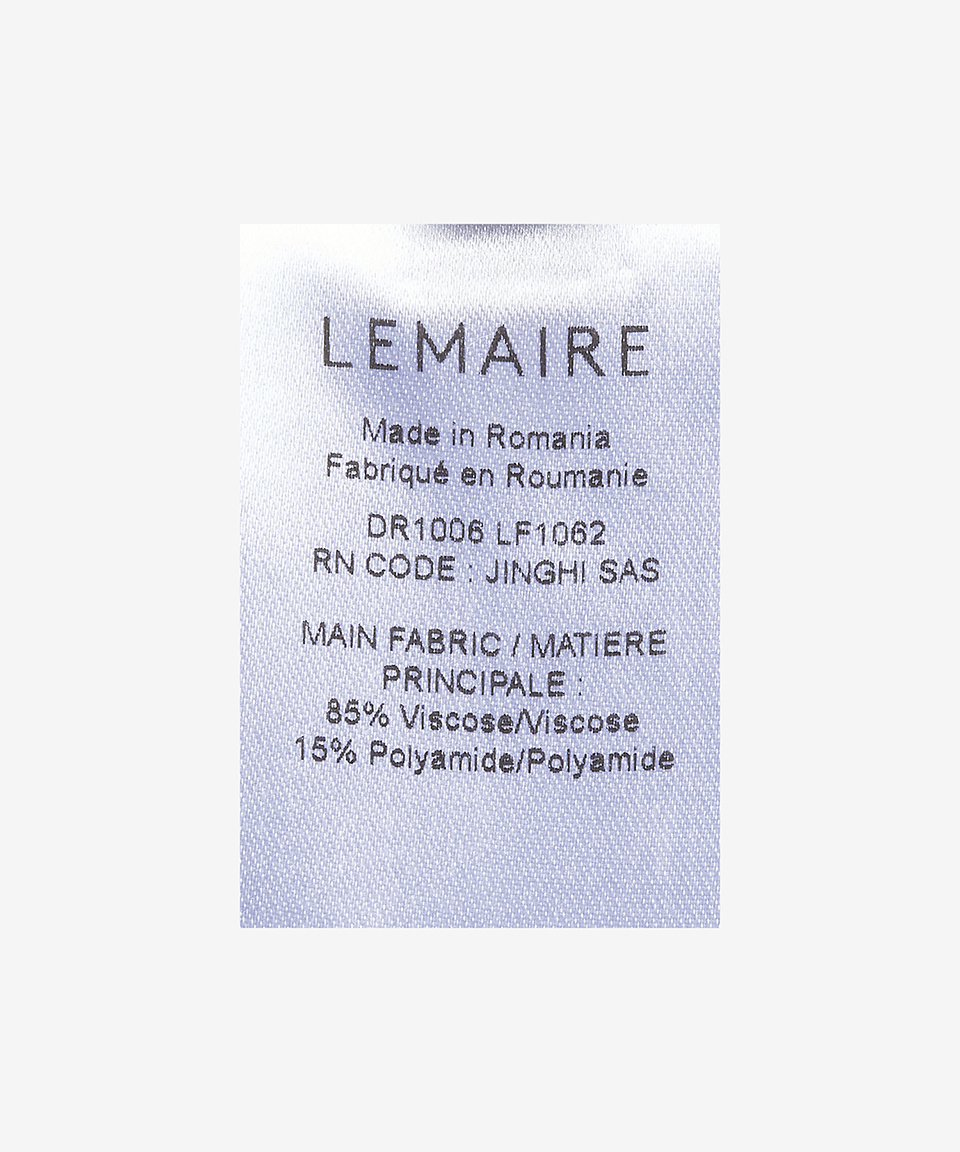 LEMAIRE
Made in Romania
Fabriqué en Roumanie
DR1006 LF1062
RN CODE : JINGHI SAS
MAIN FABRIC / MATIERE
PRINCIPALE :
85% Viscose/Viscose
15% Polyamide/Polyamide